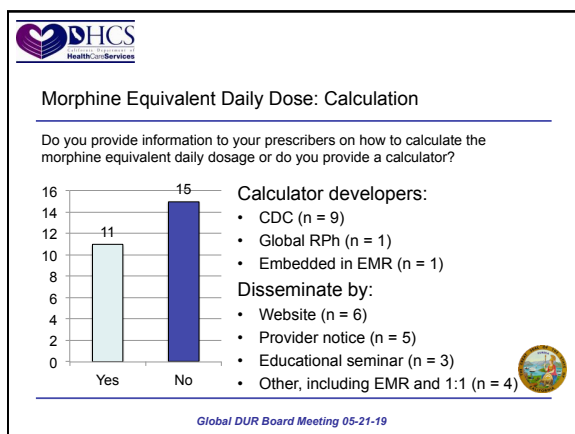 DHCS
California Department of
HealthCareServices
Morphine Equivalent Daily Dose: Calculation
Do you provide information to your prescribers on how to calculate the
morphine equivalent daily dosage or do you provide a calculator?
16
14
12
10
8
6
4
2
0
11
15
Yes
No
Calculator developers:
• CDC (n = 9)
• Global RPh (n = 1)
• Embedded in EMR (n = 1)
Disseminate by:
• Website (n = 6)
• Provider notice (n = 5)
• Educational seminar (n = 3)
• Other, including EMR and 1:1 (n = 4)
Global DUR Board Meeting 05-21-19